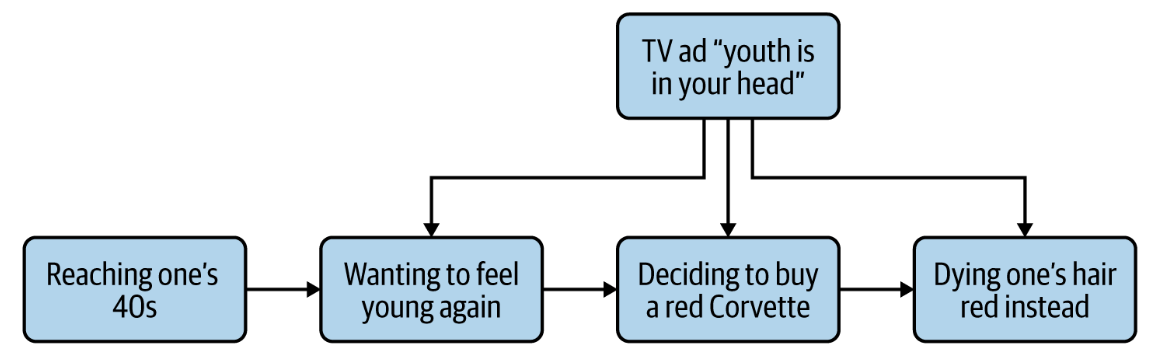 TV ad “youth is
in your head”
Reaching one’s
40s
Wanting to feel
young again
Deciding to buy
a red Corvette
Dying one’s hair
red instead